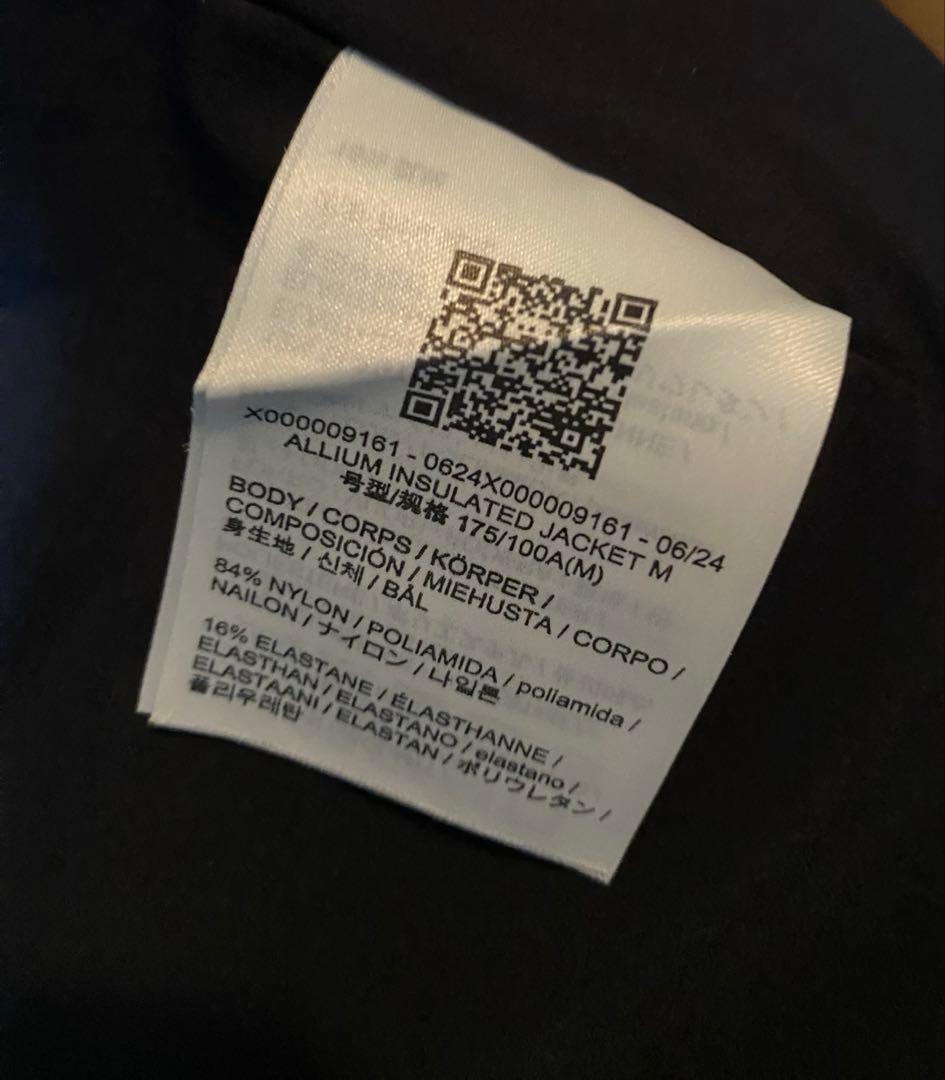 X000009161 - 0624X000009161 - 06/24
ALLIUM INSULATED JACKET M
号型/规格 175/100A(M)
BODY / CORPS / KÖRPER /
COMPOSICIÓN / MIEHUSTA / CORPO /
身生地 / 신체 / BÁL
84% NYLON / POLIAMIDA / poliamida /
NAILON / ナイロン / 나일론
16% ELASTANE / ÉLASTHANNE /
ELASTHAN / ELASTANO / elastano /
ELASTAANI / ELASTAN / ポリウレタン /
폴리우레탄